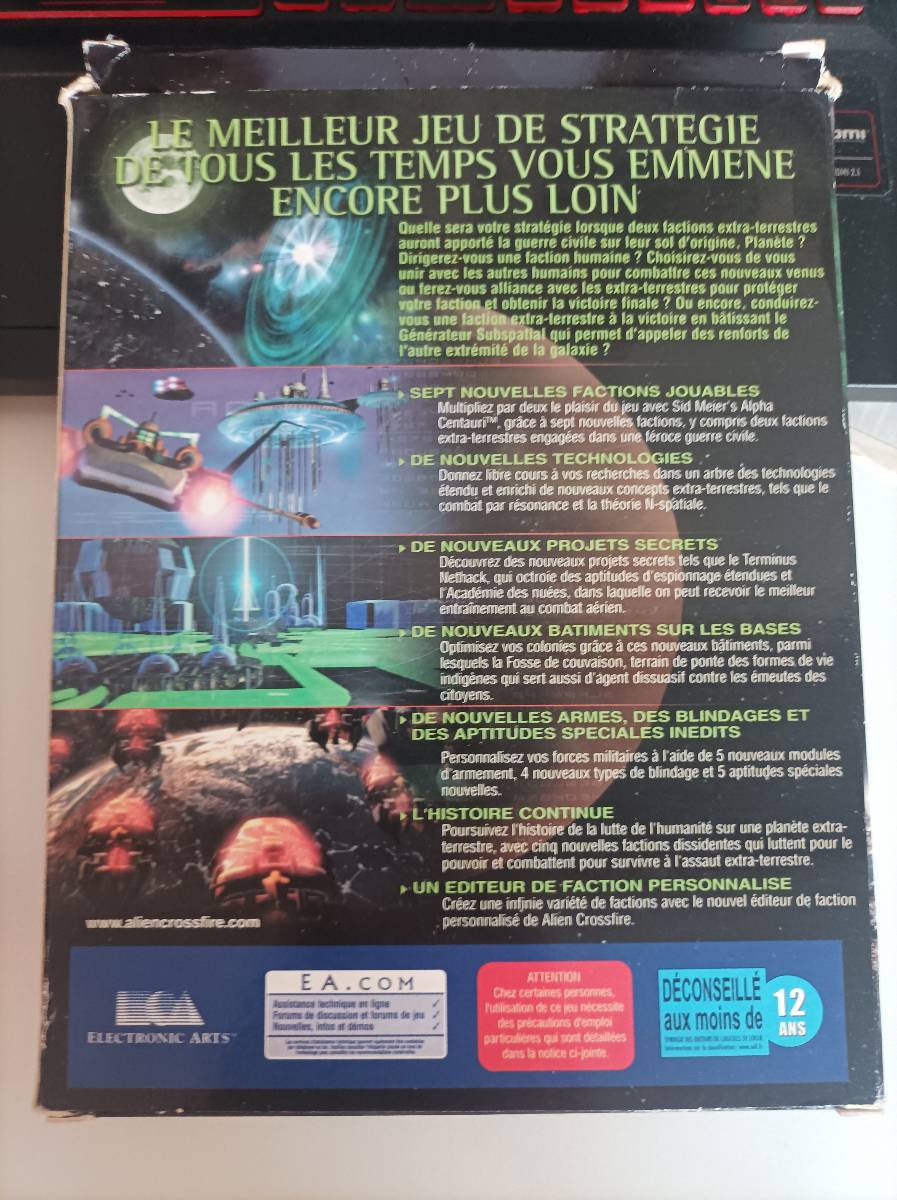 LE MEILLEUR JEU DE STRATEGIE
DE TOUS LES TEMPS VOUS EMMENE
ENCORE PLUS LOIN
Quelle sera votre stratégie lorsque deux factions extra-terrestres
auront apporté la guerre civile sur leur sol d'origine, Planète ?
Dirigerez-vous une faction humaine ? Choisirez-vous de vous
unir avec les autres humains pour combattre ces nouveaux venus
ou ferez-vous alliance avec les extra-terrestres pour protéger
votre faction et obtenir la victoire finale ? Ou encore, conduirez-
vous une faction extra-terrestre à la victoire en bâtissant le
Générateur Subspatial qui permet d'appeler des renforts de
l'autre extrémité de la galaxie ?
SEPT NOUVELLES FACTIONS JOUABLES
Multipliez par deux le plaisir du jeu avec Sid Meier's Alpha
Centauri™, grâce à sept nouvelles factions, y compris deux factions
extra-terrestres engagées dans une féroce guerre civile.
DE NOUVELLES TECHNOLOGIES
Donnez libre cours à vos recherches dans un arbre des technologies
étendu et enrichi de nouveaux concepts extra-terrestres, tels que le
combat par résonance et la théorie N-spatiale.
DE NOUVEAUX PROJETS SECRETS
Découvrez des nouveaux projets secrets tels que le Terminus
Nethack, qui octroie des aptitudes d'espionnage étendues et
l'Académie des nuées, dans laquelle on peut recevoir le meilleur
entraînement au combat aérien.
DE NOUVEAUX BATIMENTS SUR LES BASES
Optimisez vos colonies grâce à ces nouveaux bâtiments, parmi
lesquels la Fosse de couvaison, terrain de ponte des formes de vie
indigènes qui sert aussi d'agent dissuasif contre les émeutes des
citoyens.
DE NOUVELLES ARMES, DES BLINDAGES ET
DES APTITUDES SPECIALES INEDITS
Personnalisez vos forces militaires à l'aide de 5 nouveaux modules
d'armement, 4 nouveaux types de blindage et 5 aptitudes spéciales
nouvelles.
L'HISTOIRE CONTINUE
Poursuivez l'histoire de la lutte de l'humanité sur une planète extra-
terrestre, avec cinq nouvelles factions dissidentes qui luttent pour le
pouvoir et combattent pour survivre à l'assaut extra-terrestre.
UN EDITEUR DE FACTION PERSONNALISE
Créez une infinie variété de factions avec le nouvel éditeur de faction
personnalisé de Alien Crossfire.
www.aliencrossfire.com
EA
ELECTRONIC ARTS™
EA.COM
Assistance technique en ligne ✓
Forums de discussion et forums de jeu ✓
Nouvelles, infos et démos ✓
ATTENTION
Chez certaines personnes,
l'utilisation de ce jeu nécessite
des précautions d'emploi
particulières qui sont détaillées
dans la notice ci-jointe.
DÉCONSEILLÉ
aux moins de
12
ANS
SYNDICAT DES EDITEURS DE LOGICIELS DE LOISIR